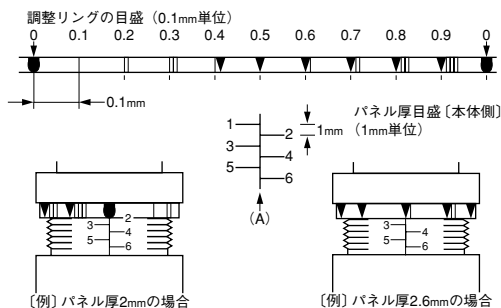 調整リングの目盛（0.1mm単位）
0 0.1 0.2 0.3 0.4 0.5 0.6 0.7 0.8 0.9 0
0.1mm
パネル厚目盛〔本体側〕
（1mm単位）
1mm
1
2
3
4
5
6
(A)
2
3
4
5
6
3
4
5
6
〔例〕パネル厚2mmの場合
〔例〕パネル厚2.6mmの場合